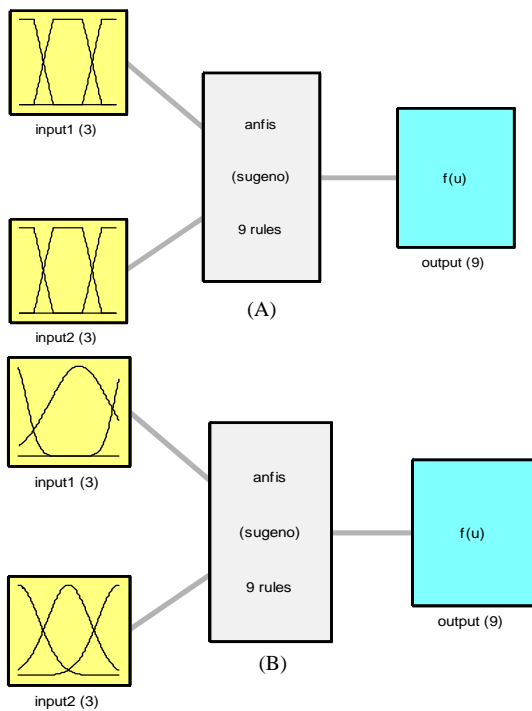 input1 (3)
anfis
(sugeno)
9 rules
f(u)
output (9)
input2 (3)
(A)
input1 (3)
anfis
(sugeno)
9 rules
f(u)
output (9)
input2 (3)
(B)